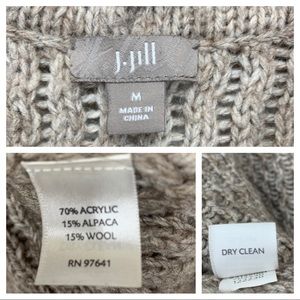 J.Jill
M
MADE IN
CHINA
70% ACRYLIC
15% ALPACA
15% WOOL
RN 97641
DRY CLEAN